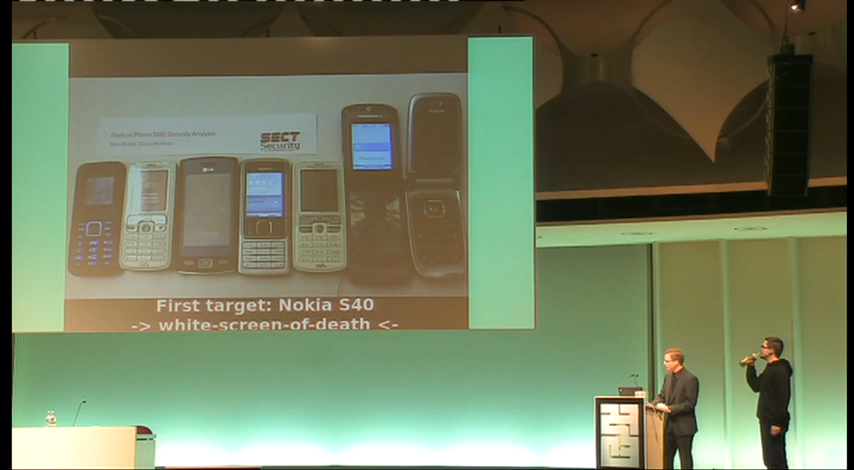 Feature Phone SMS Security Analysis
SECT
Security
LG
First target: Nokia S40
-> white-screen-of-death <-